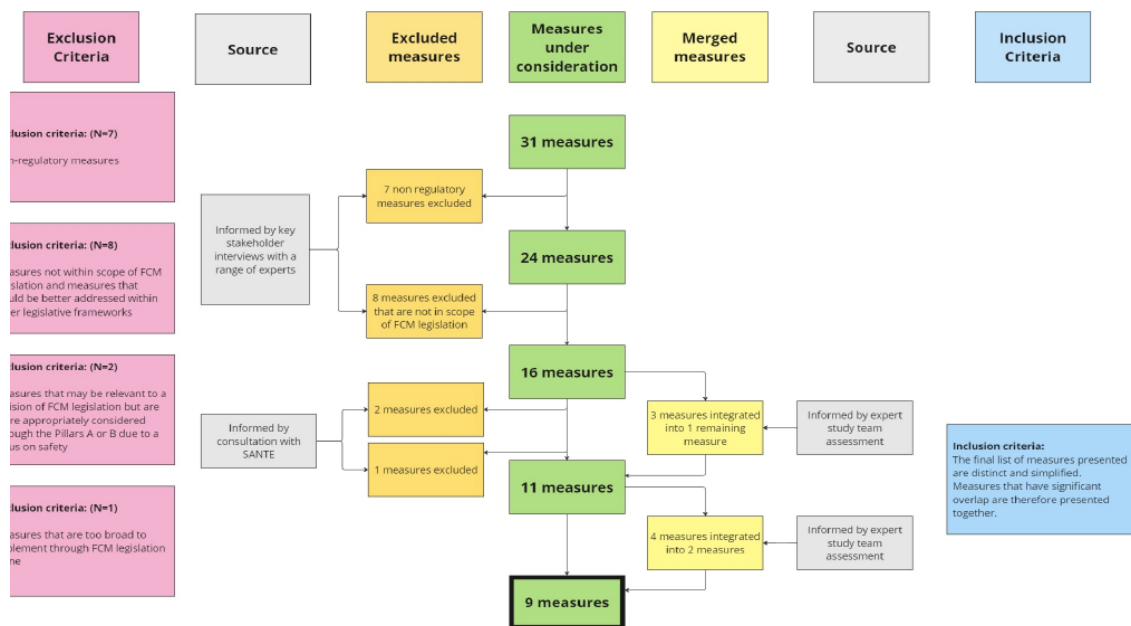 Exclusion
Criteria
Source
Excluded
measures
Measures
under
consideration
Merged
measures
Source
Inclusion
Criteria
clusion criteria: (N=7)
n-regulatory measures
31 measures
7 non regulatory
measures excluded
Informed by key
stakeholder
interviews with a
range of experts
24 measures
clusion criteria: (N=8)
asures not within scope of FCM
islation and measures that
uld be better addressed within
er legislative frameworks
8 measures excluded
that are not in scope
of FCM legislation
16 measures
clusion criteria: (N=2)
asures that may be relevant to a
ision of FCM legislation but are
re appropriately considered
ough the Pillars A or B due to a
us on safety
2 measures excluded
Informed by
consultation with
SANTE
1 measures excluded
3 measures integrated
into 1 remaining
measure
Informed by expert
study team
assessment
11 measures
Inclusion criteria:
The final list of measures presented
are distinct and simplified.
Measures that have significant
overlap are therefore presented
together.
clusion criteria: (N=1)
asures that are too broad to
plement through FCM legislation
ne
4 measures integrated
into 2 measures
Informed by expert
study team
assessment
9 measures